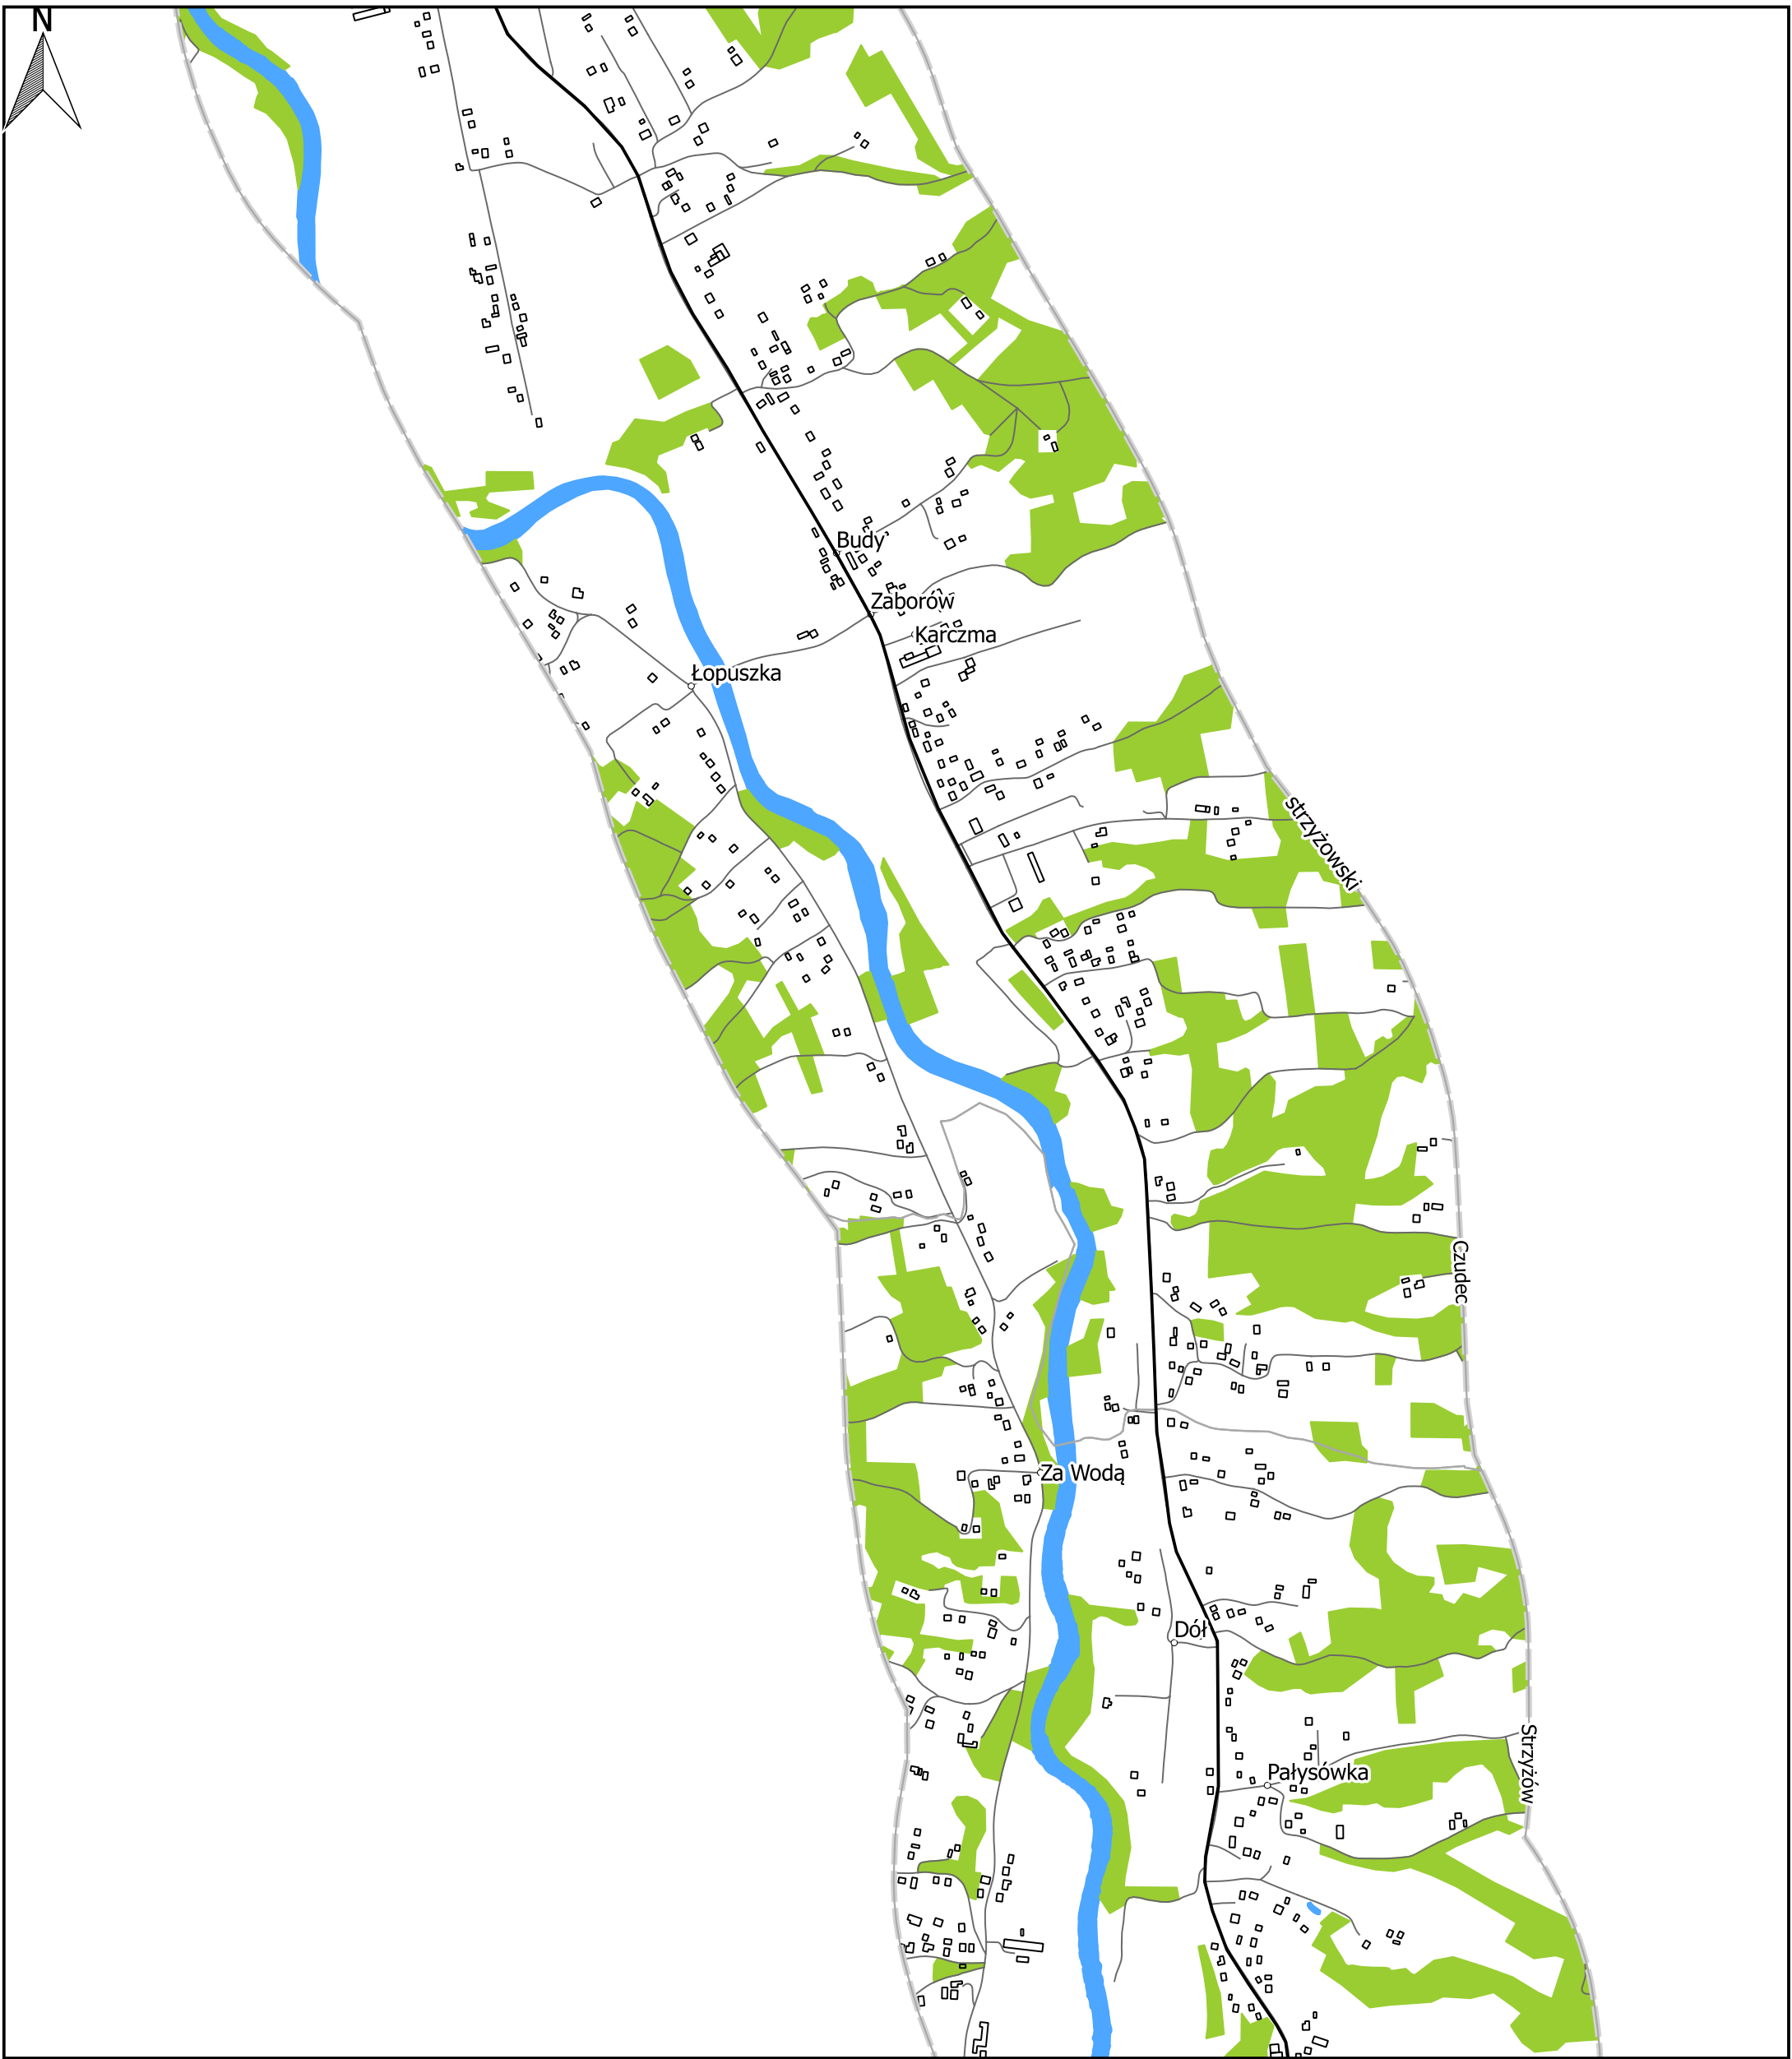 N
Budy
Zaborów
Karczma
Łopuszka
strzyżowski
Czudec
Za Wodą
Dół
Pałysówka
Strzyżów